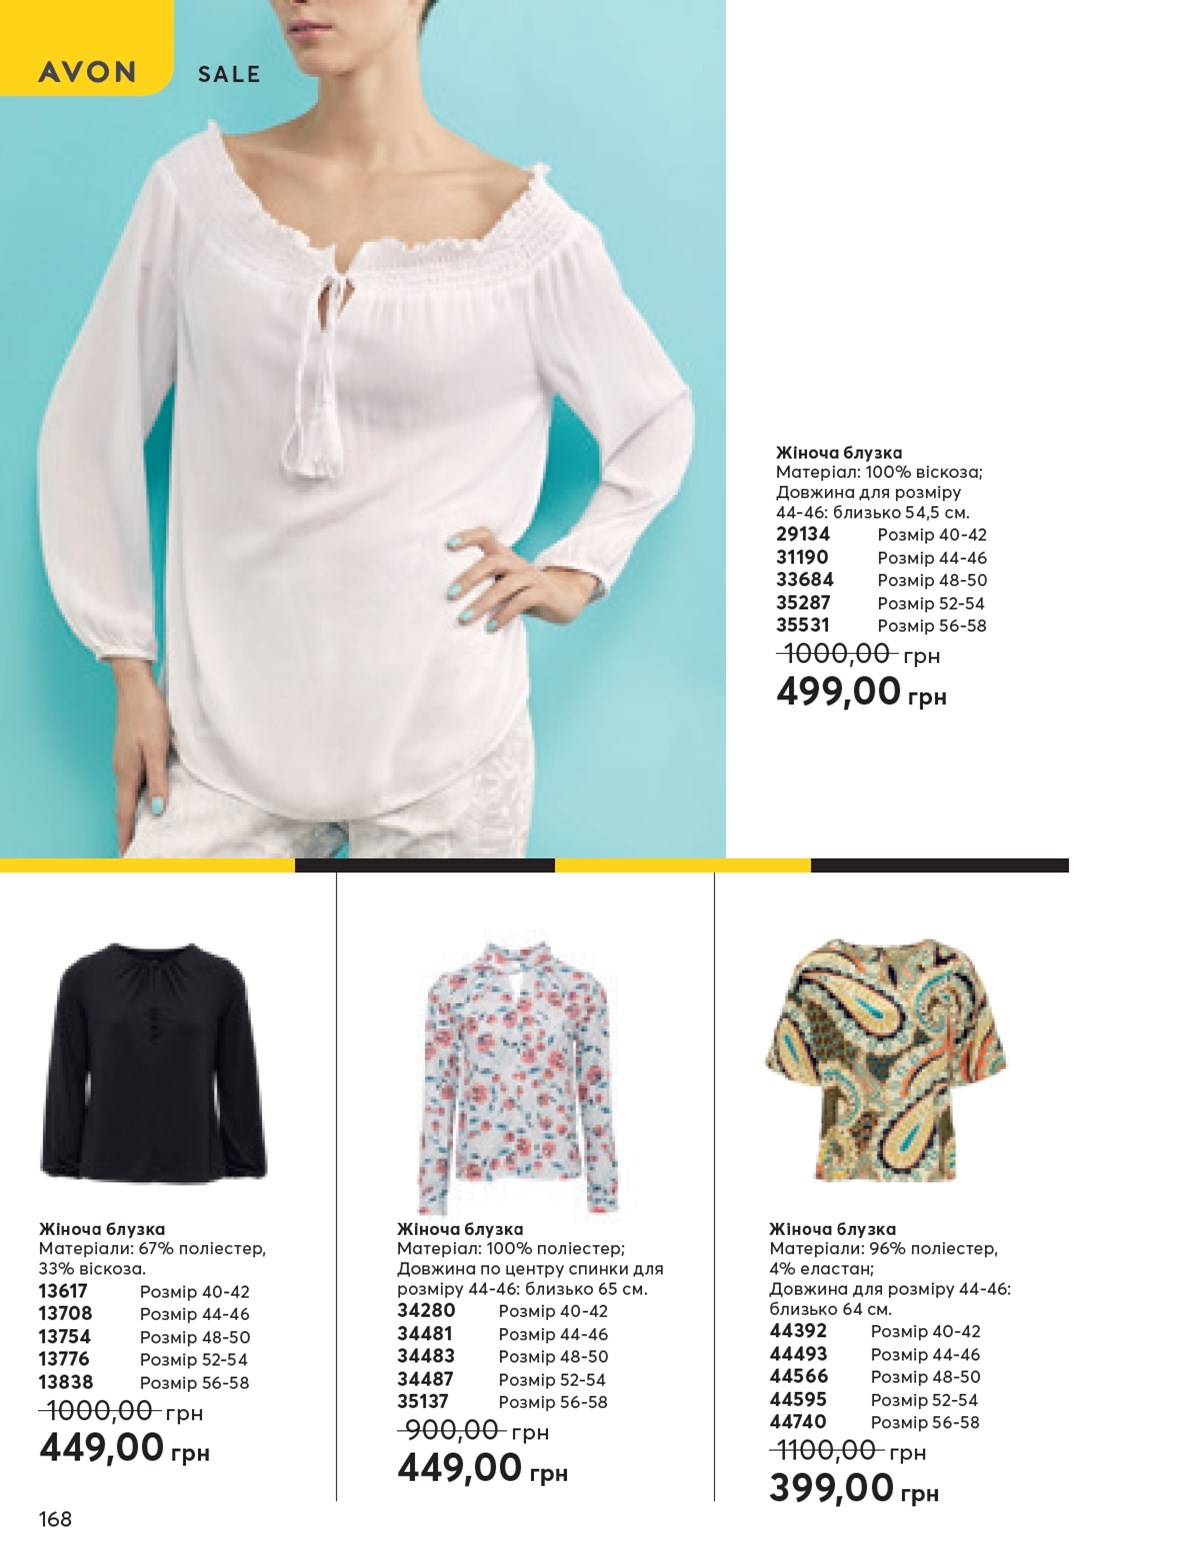 AVON
SALE
Жіноча блузка
Матеріал: 100% віскоза;
Довжина для розміру
44-46: близько 54,5 см.
29134 Розмір 40-42
31190 Розмір 44-46
33684 Розмір 48-50
35287 Розмір 52-54
35531 Розмір 56-58
1000,00 грн
499,00 грн
Жіноча блузка
Матеріали: 67% поліестер,
33% віскоза.
13617 Розмір 40-42
13708 Розмір 44-46
13754 Розмір 48-50
13776 Розмір 52-54
13838 Розмір 56-58
1000,00 грн
449,00 грн
Жіноча блузка
Матеріал: 100% поліестер;
Довжина по центру спинки для
розміру 44-46: близько 65 см.
34280 Розмір 40-42
34481 Розмір 44-46
34483 Розмір 48-50
34487 Розмір 52-54
35137 Розмір 56-58
900,00 грн
449,00 грн
Жіноча блузка
Матеріали: 96% поліестер,
4% еластан;
Довжина для розміру 44-46:
близько 64 см.
44392 Розмір 40-42
44493 Розмір 44-46
44566 Розмір 48-50
44595 Розмір 52-54
44740 Розмір 56-58
1100,00 грн
399,00 грн
168